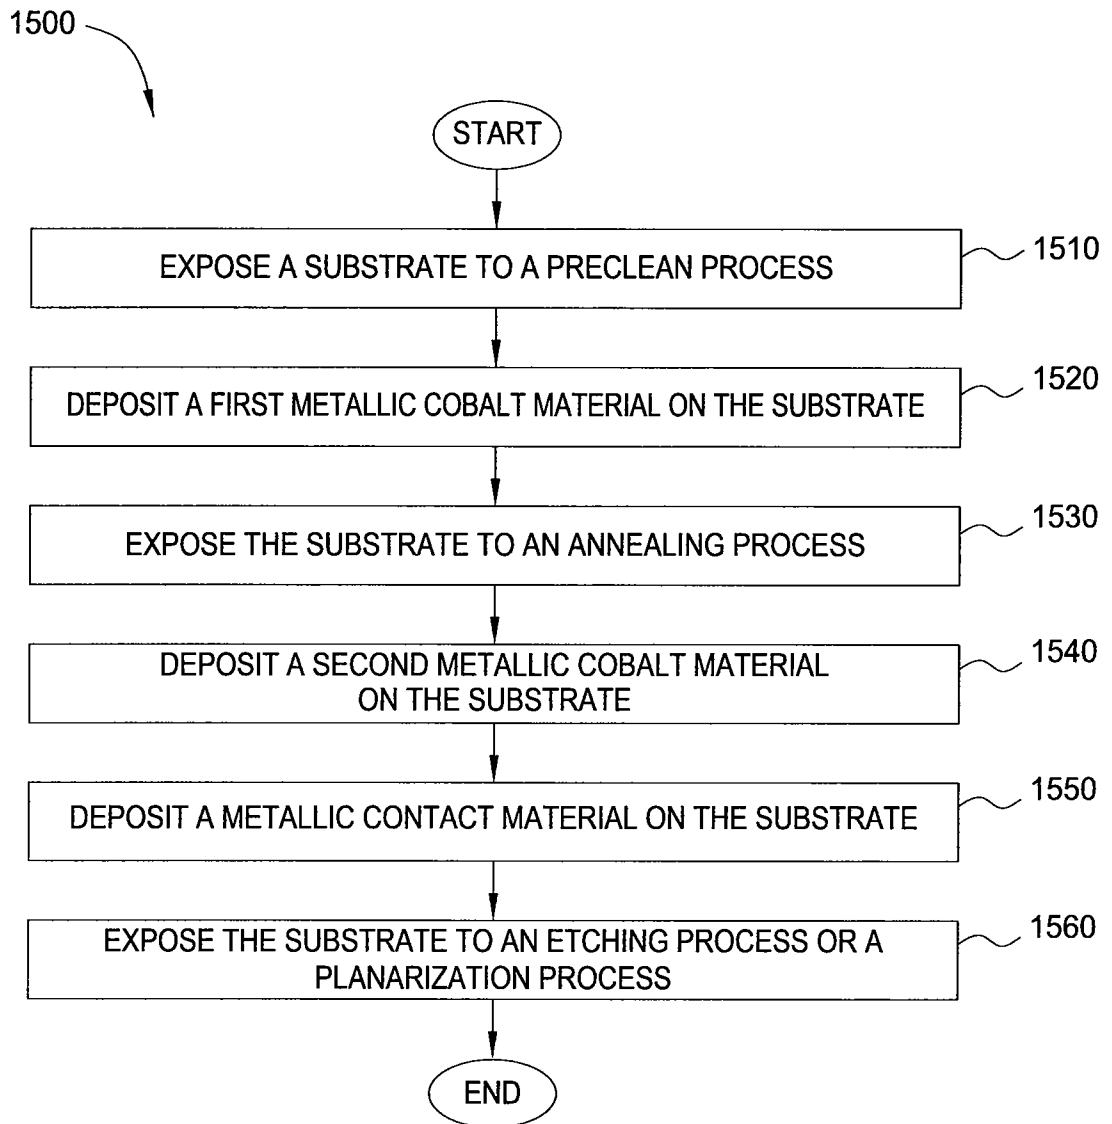 1500
START
EXPOSE A SUBSTRATE TO A PRECLEAN PROCESS
1510
DEPOSIT A FIRST METALLIC COBALT MATERIAL ON THE SUBSTRATE
1520
EXPOSE THE SUBSTRATE TO AN ANNEALING PROCESS
1530
DEPOSIT A SECOND METALLIC COBALT MATERIAL
ON THE SUBSTRATE
1540
DEPOSIT A METALLIC CONTACT MATERIAL ON THE SUBSTRATE
1550
EXPOSE THE SUBSTRATE TO AN ETCHING PROCESS OR A
PLANARIZATION PROCESS
1560
END